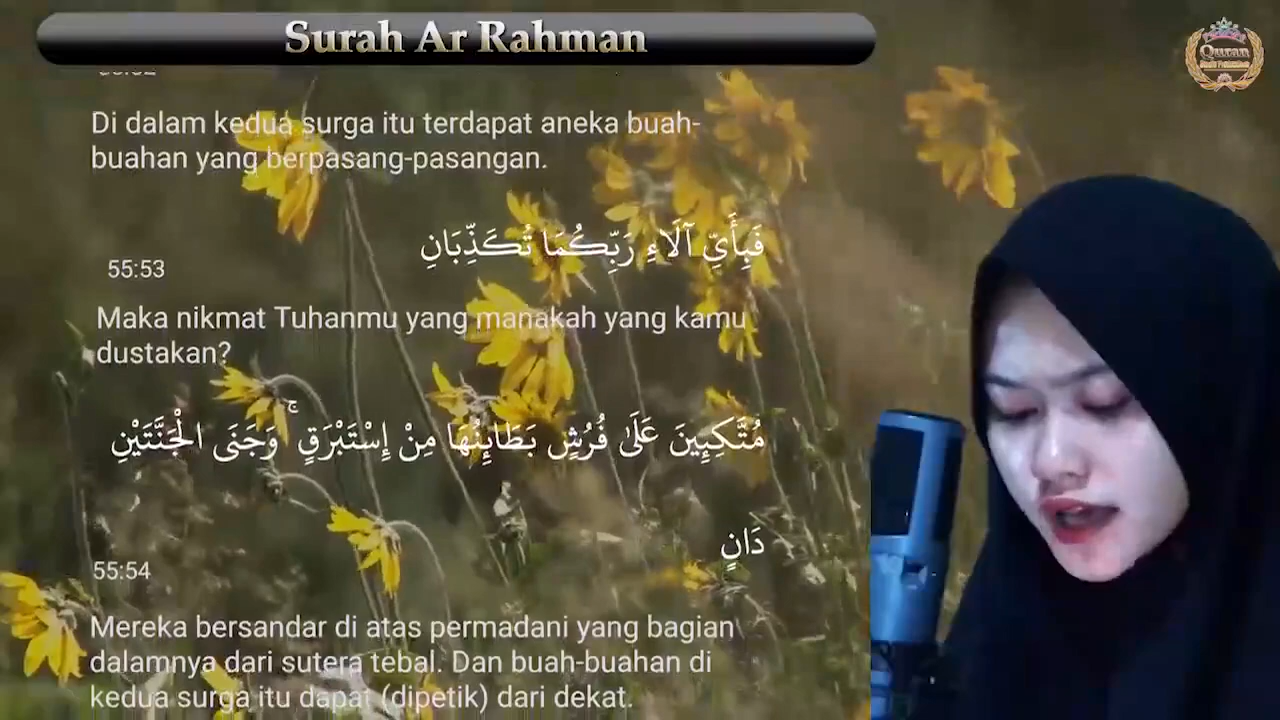 Surah Ar Rahman
Quran
Di dalam kedua surga itu terdapat aneka buah-
buahan yang berpasang-pasangan.
فَبِأَيِّ آلَاءِ رَبِّكُمَا تُكَذِّبَانِ
55:53
Maka nikmat Tuhanmu yang manakah yang kamu
dustakan?
مُتَّكِئِينَ عَلَىٰ فُرُشٍ بَطَائِنُهَا مِنْ إِسْتَبْرَقٍ ۚ وَجَنَى الْجَنَّتَيْنِ
دَانٍ
55:54
Mereka bersandar di atas permadani yang bagian
dalamnya dari sutera tebal. Dan buah-buahan di
kedua surga itu dapat (dipetik) dari dekat.